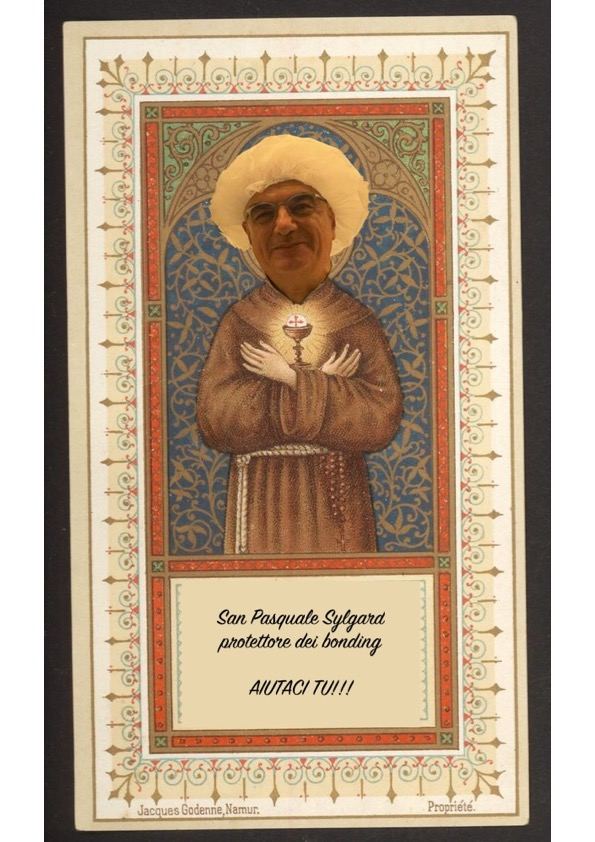 San Pasquale Sylgard
protettore dei bonding
AIUTACI TU!!!
Jacques Godenne, Namur.
Propriété.